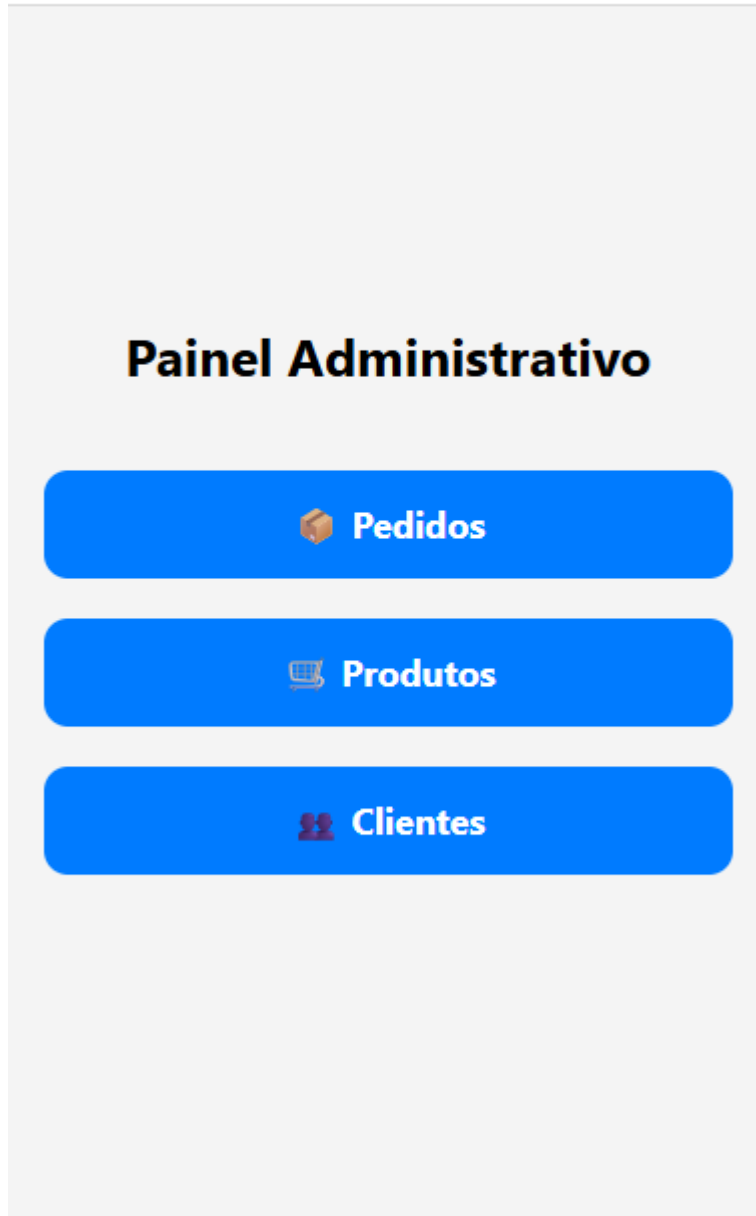 Painel Administrativo
📦 Pedidos
🛒 Produtos
👥 Clientes